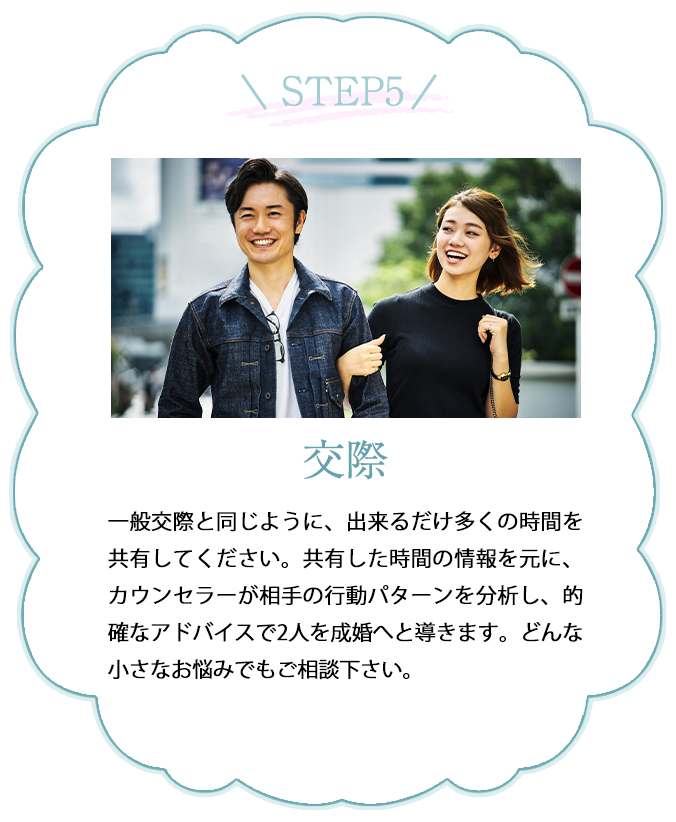 \ STEP5 /
交際
一般交際と同じように、出来るだけ多くの時間を
共有してください。共有した時間の情報を元に、
カウンセラーが相手の行動パターンを分析し、的
確なアドバイスで2人を成婚へと導きます。どんな
小さなお悩みでもご相談下さい。